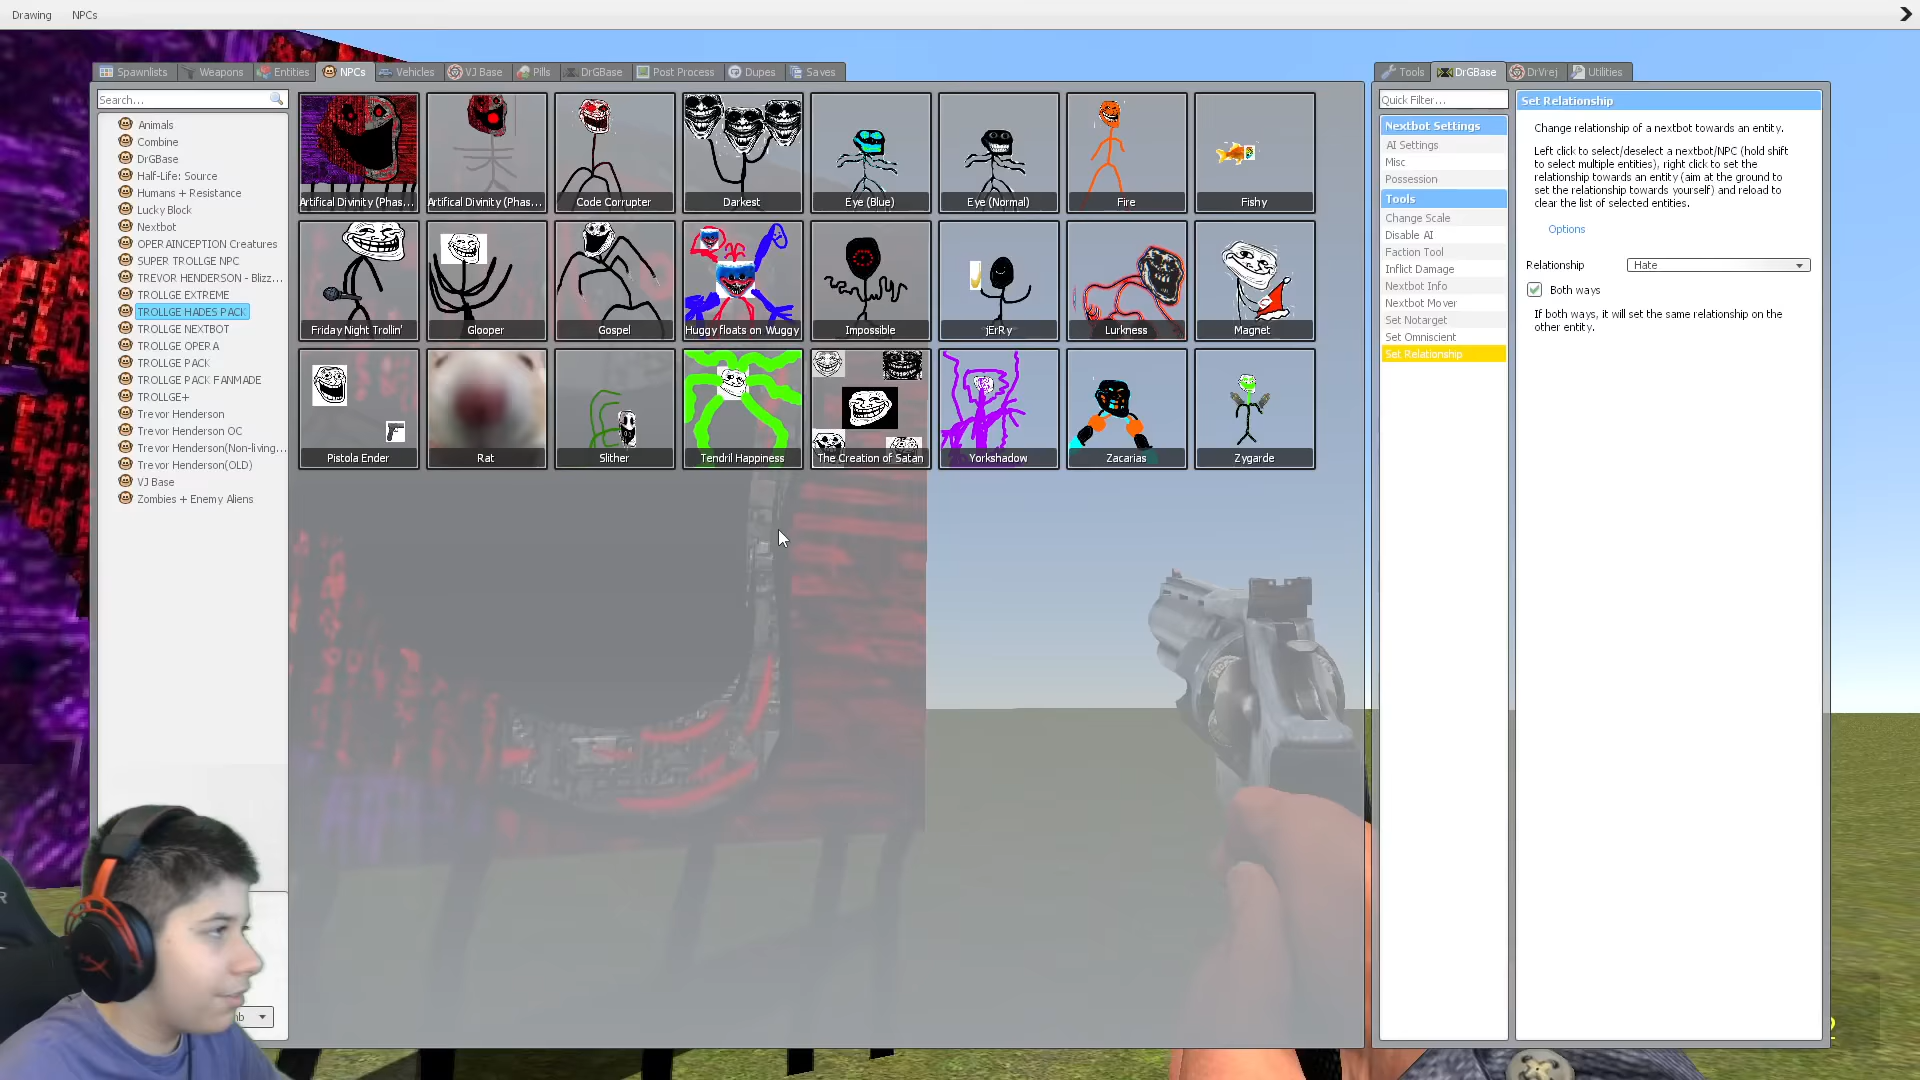 Drawing NPCs
Spawnlists Weapons Entities NPCs Vehicles VJ Base Pills DrGBase Post Process Dupes Saves
Search...
Animals
Combine
DrGBase
Half-Life: Source
Humans + Resistance
Lucky Block
Nextbot
OPERAINCEPTION Creatures
SUPER TROLLGE NPC
TREVOR HENDERSON - Blizz...
TROLLGE EXTREME
TROLLGE HADES PACK
TROLLGE NEXTBOT
TROLLGE OPERA
TROLLGE PACK
TROLLGE PACK FANMADE
TROLLGE+
Trevor Henderson
Trevor Henderson OC
Trevor Henderson(Non-living...
Trevor Henderson(OLD)
VJ Base
Zombies + Enemy Aliens
Artifical Divinity (Phas... Artifical Divinity (Phas... Code Corrupter Darkest Eye (Blue) Eye (Normal) Fire Fishy
Friday Night Trollin' Glooper Gospel Huggy floats on Wuggy Impossible jErRy Lurkness Magnet
Pistola Ender Rat Slither Tendril Happiness The Creation of Satan Yorkshadow Zacarias Zygarde
Tools DrGBase DrVrej Utilities
Quick Filter...
Nextbot Settings
AI Settings
Misc
Possession
Tools
Change Scale
Disable AI
Faction Tool
Inflict Damage
Nextbot Info
Nextbot Mover
Set Notarget
Set Omniscient
Set Relationship
Set Relationship
Change relationship of a nextbot towards an entity.
Left click to select/deselect a nextbot/NPC (hold shift
to select multiple entities), right click to set the
relationship towards an entity (aim at the ground to
set the relationship towards yourself) and reload to
clear the list of selected entities.
Options
Relationship Hate
Both ways
If both ways, it will set the same relationship on the
other entity.